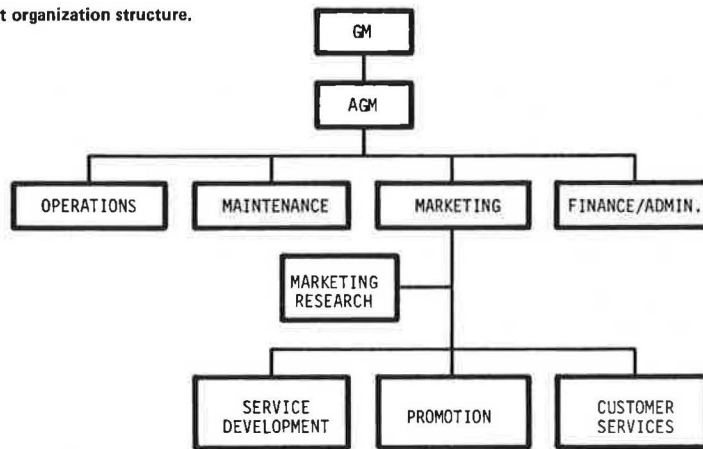 t organization structure.
GM
AGM
OPERATIONS
MAINTENANCE
MARKETING
FINANCE/ADMIN.
MARKETING
RESEARCH
SERVICE
DEVELOPMENT
PROMOTION
CUSTOMER
SERVICES